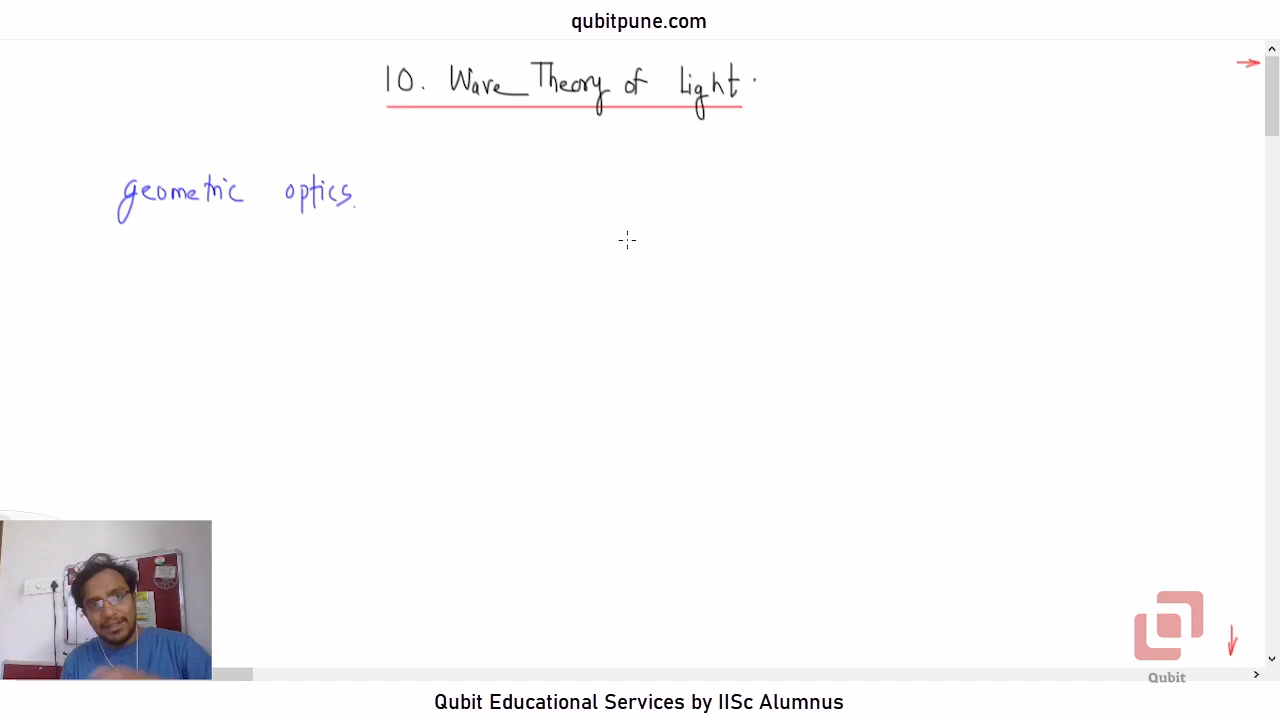 qubitpune.com
10. Wave Theory of Light.
geometric optics.
Qubit
Qubit Educational Services by IISc Alumnus